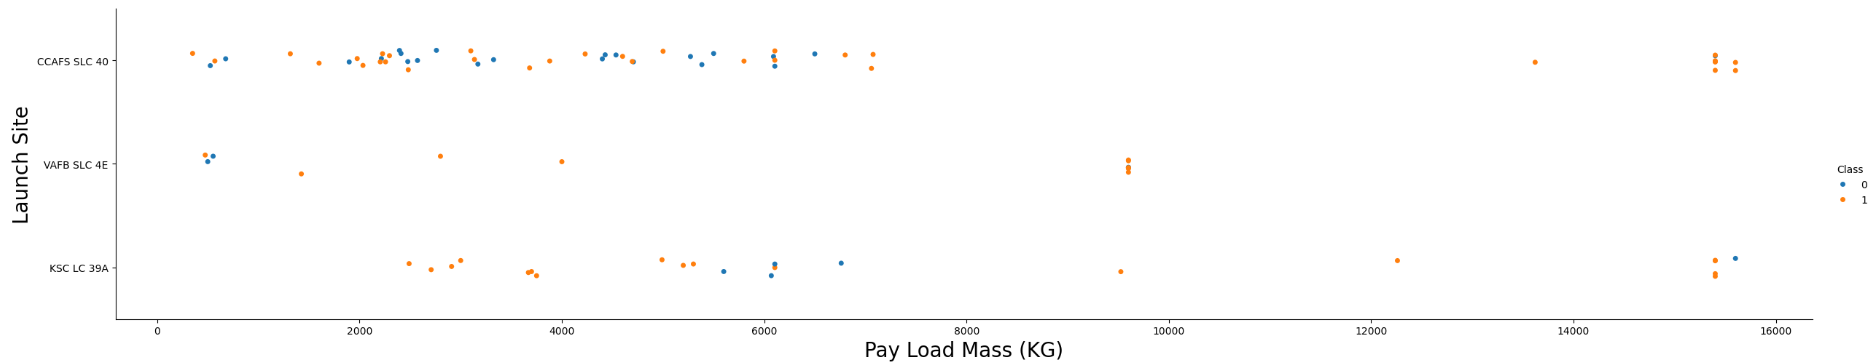 CCAFS SLC 40
VAFB SLC 4E
KSC LC 39A
Launch Site
0 2000 4000 6000 8000 10000 12000 14000 16000
Pay Load Mass (KG)
Class
0
1